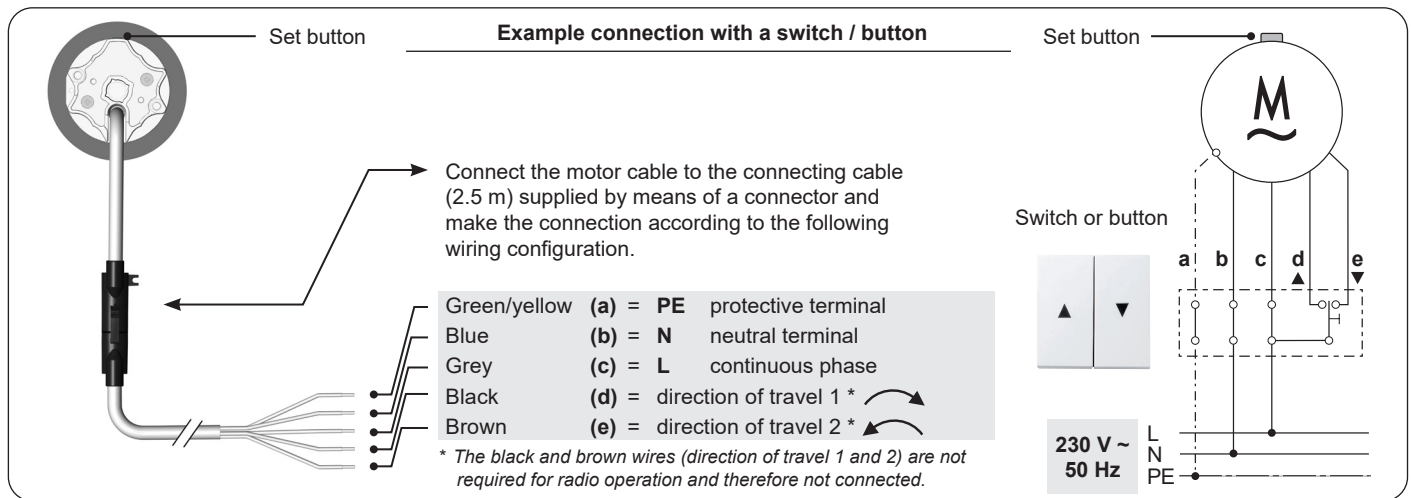 Set button
Example connection with a switch / button
Set button
M
Connect the motor cable to the connecting cable
(2.5 m) supplied by means of a connector and
make the connection according to the following
wiring configuration.
Switch or button
a b c d e
Green/yellow (a) = PE protective terminal
Blue (b) = N neutral terminal
Grey (c) = L continuous phase
Black (d) = direction of travel 1 *
Brown (e) = direction of travel 2 *
* The black and brown wires (direction of travel 1 and 2) are not
required for radio operation and therefore not connected.
230 V ~
50 Hz
L
N
PE